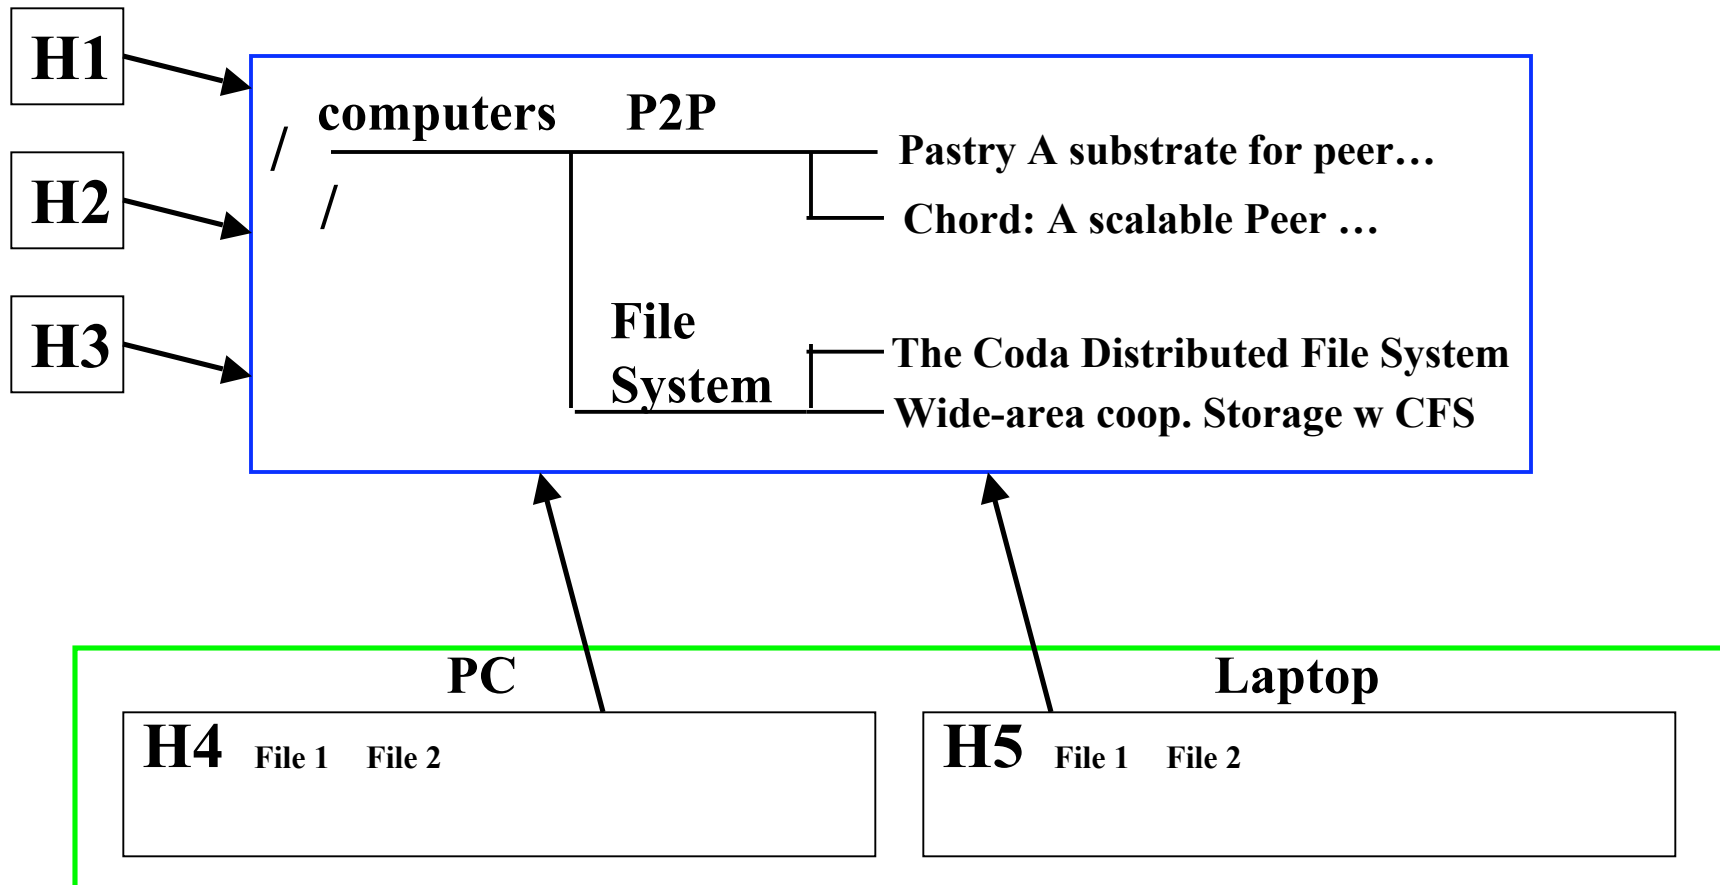 H1
computers P2P
/
Pastry A substrate for peer…
H2
/
Chord: A scalable Peer …
H3
File
System
The Coda Distributed File System
Wide-area coop. Storage w CFS
PC
Laptop
H4 File 1 File 2
H5 File 1 File 2